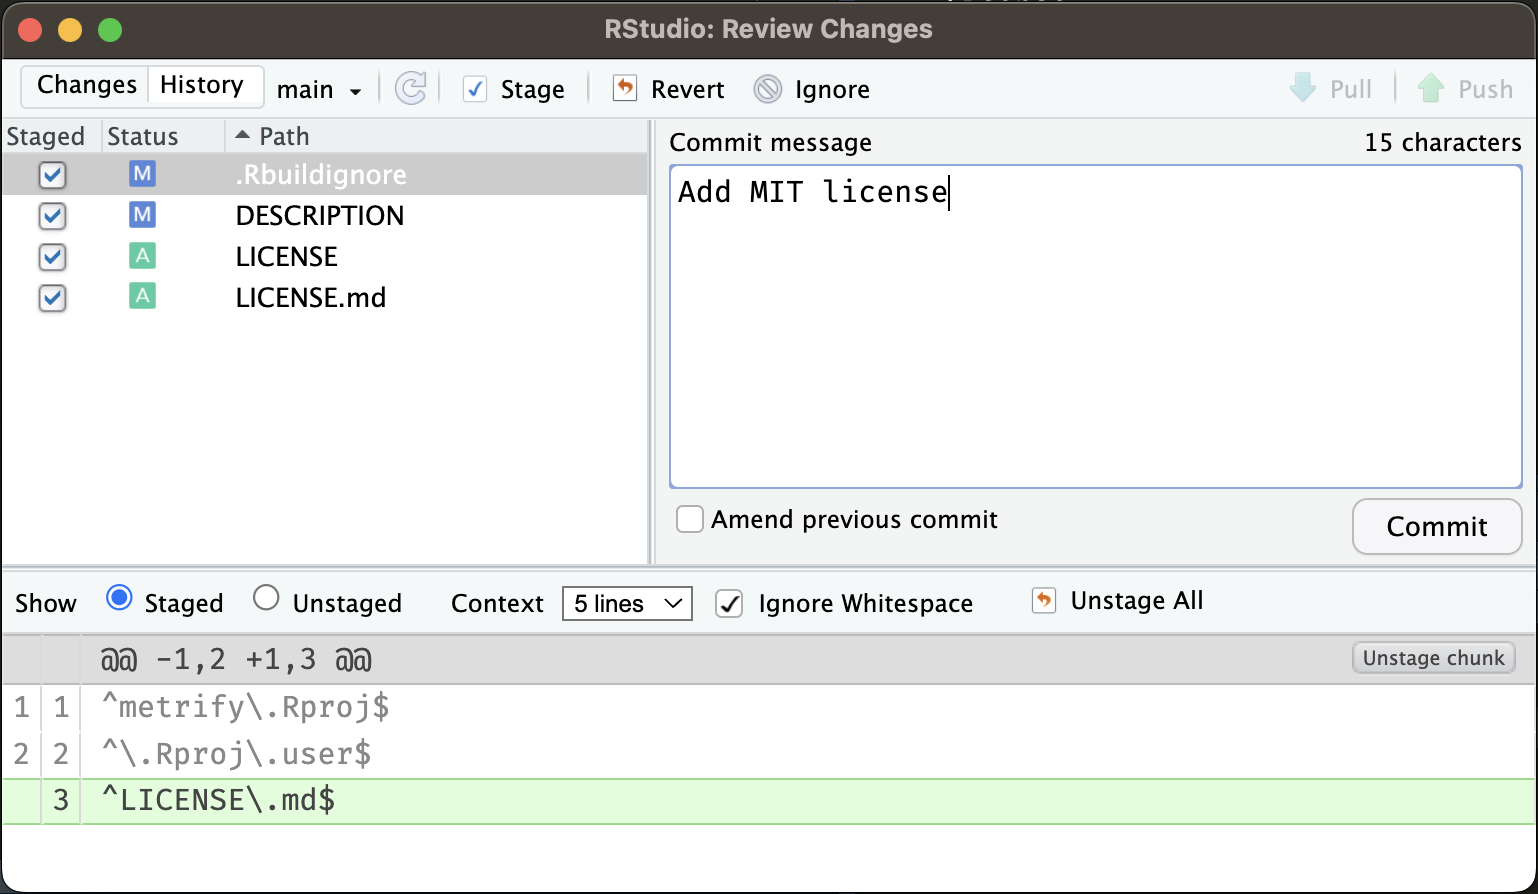 RStudio: Review Changes
Changes History main Stage Revert Ignore Pull Push
Staged Status Path
M .Rbuildignore
M DESCRIPTION
A LICENSE
A LICENSE.md
Commit message 15 characters
Add MIT license
Amend previous commit Commit
Show Staged Unstaged Context 5 lines Ignore Whitespace Unstage All
@@ -1,2 +1,3 @@ Unstage chunk
1 1 ^metrify\.Rproj$
2 2 ^\.Rproj\.user$
3 ^LICENSE\.md$